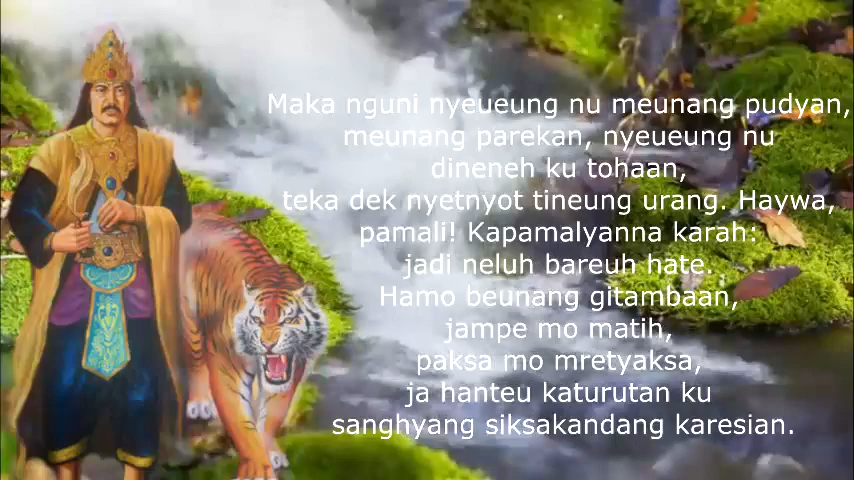 Maka nguni nyeueung nu meunang pudyan,
meunang parekan, nyeueung nu
dineneh ku tohaan,
teka dek nyetnyot tineung urang. Haywa,
pamali! Kapamalyanna karah:
jadi neluh bareuh hate.
Hamo beunang gitambaan,
jampe mo matih,
paksa mo mretyaksa,
ja hanteu katurutan ku
sanghyang siksakandang karesian.